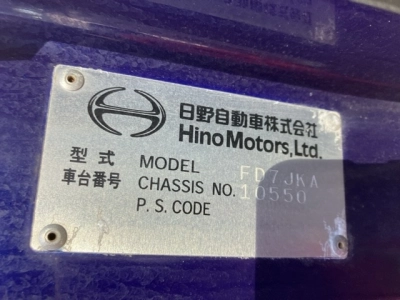 日野自動車株式会社
Hino Motors, Ltd.
型式 MODEL FD7JKA
車台番号 CHASSIS NO. 10550
P. S. CODE